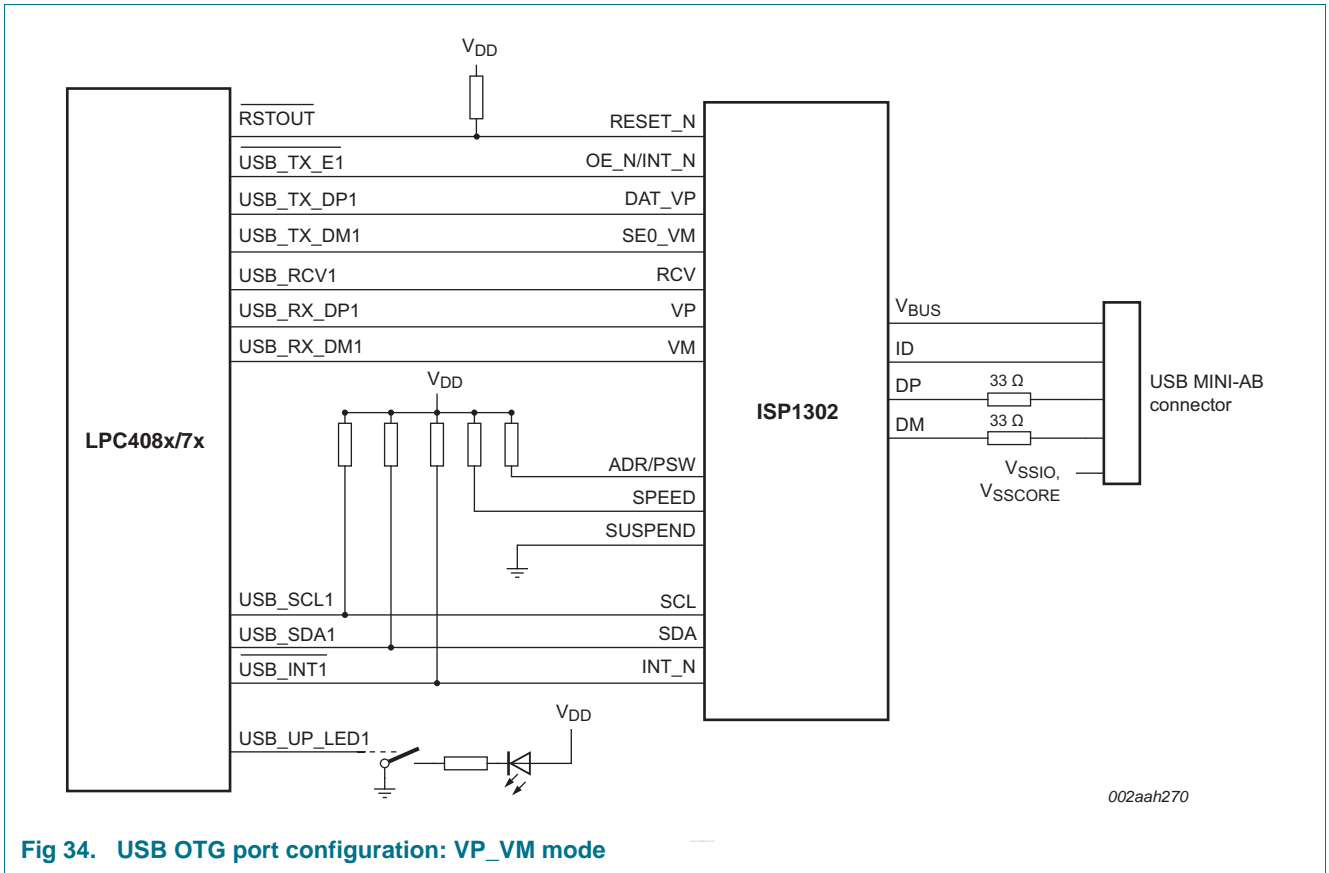 VDD
RSTOUT RESET_N
USB_TX_E1 OE_N/INT_N
USB_TX_DP1 DAT_VP
USB_TX_DM1 SE0_VM
USB_RCV1 RCV
USB_RX_DP1 VP
USB_RX_DM1 VM
VBUS
ID
DP 33 Ω
DM 33 Ω
USB MINI-AB
connector
VSSIO,
VSSCORE
VDD
LPC408x/7x
ISP1302
ADR/PSW
SPEED
SUSPEND
USB_SCL1 SCL
USB_SDA1 SDA
USB_INT1 INT_N
VDD
USB_UP_LED1
002aah270
Fig 34. USB OTG port configuration: VP_VM mode